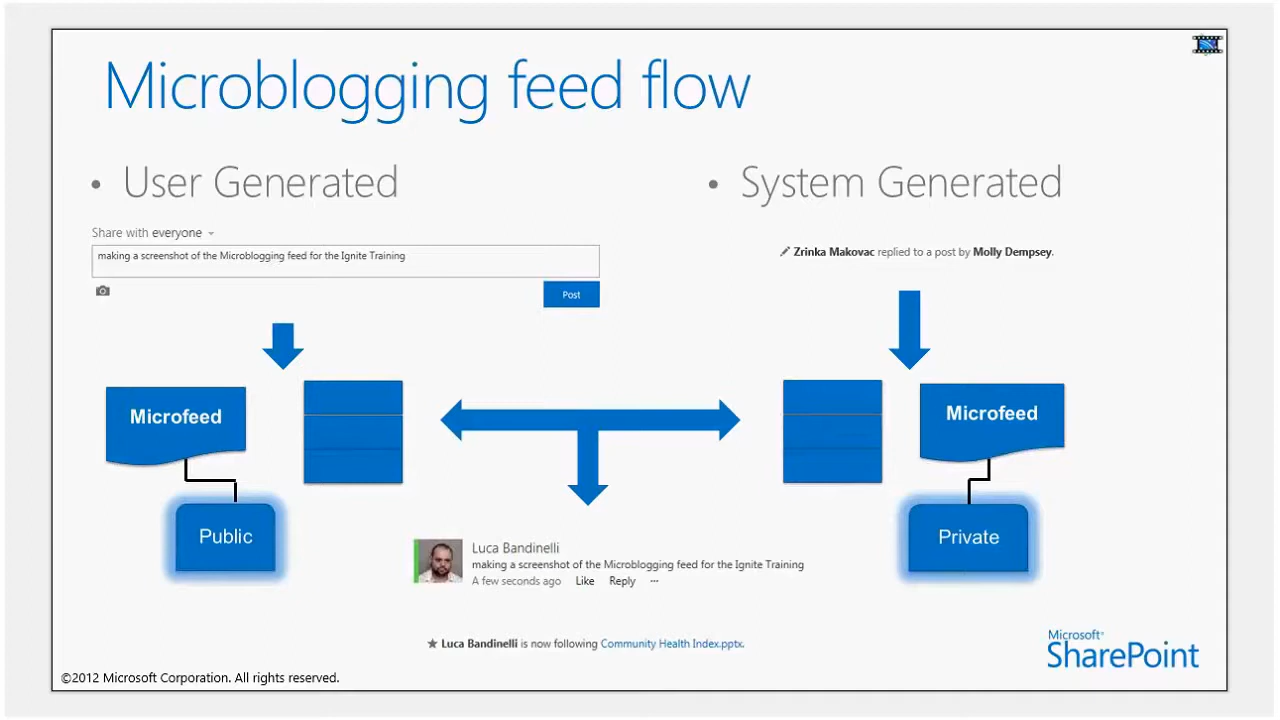 Microblogging feed flow
• User Generated
• System Generated
Share with everyone
making a screenshot of the Microblogging feed for the Ignite Training
Post
Zrinka Makovac replied to a post by Molly Dempsey.
Microfeed
Public
Microfeed
Private
Luca Bandinelli
making a screenshot of the Microblogging feed for the Ignite Training
A few seconds ago Like Reply ...
Luca Bandinelli is now following Community Health Index.pptx.
Microsoft®
SharePoint
©2012 Microsoft Corporation. All rights reserved.